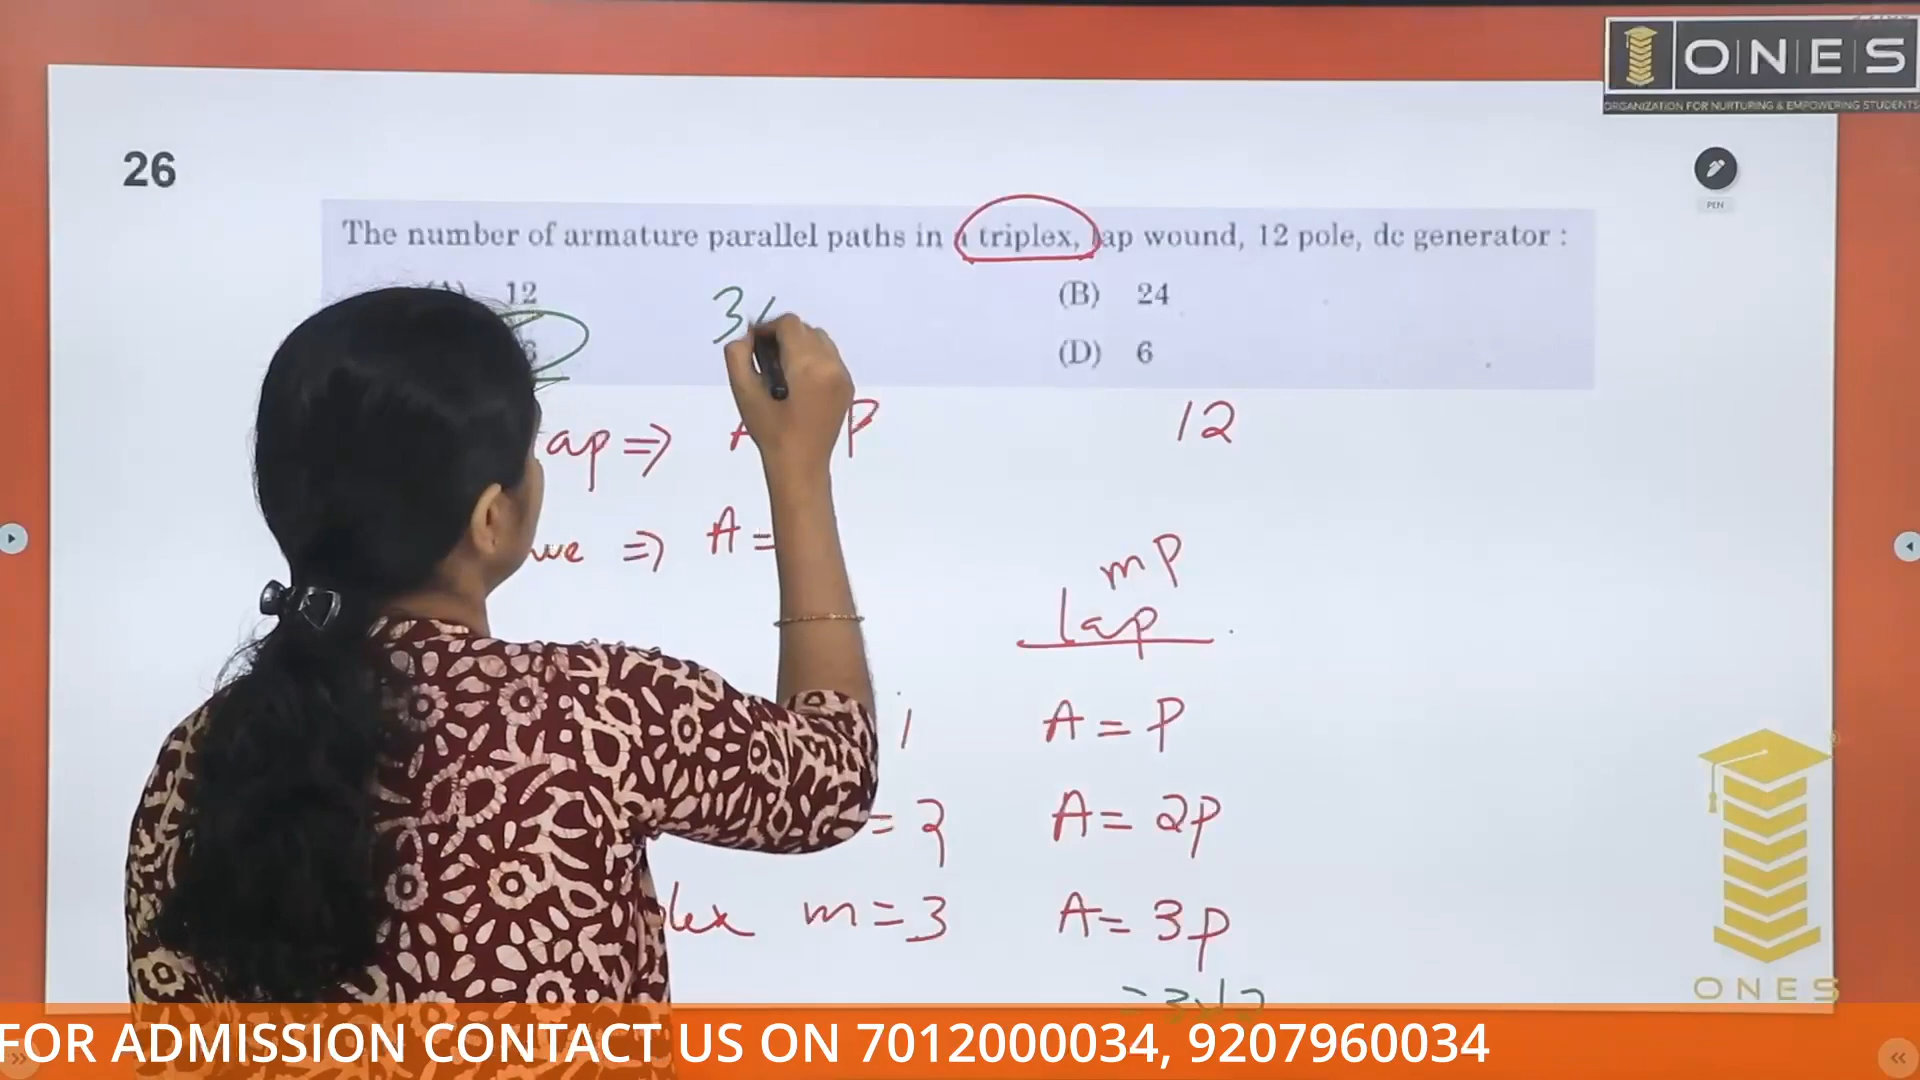 ONES
ORGANIZATION FOR NURTURING & EMPOWERING STUDENTS
26
PEN
The number of armature parallel paths in a triplex, lap wound, 12 pole, dc generator :
12
(B) 24
(D) 6
ap ⇒ P
12
we ⇒ A =
mP
lap
1
A = P
= 2
A = 2P
lex m = 3
A = 3P
= 3x12
ONES
FOR ADMISSION CONTACT US ON 7012000034, 9207960034